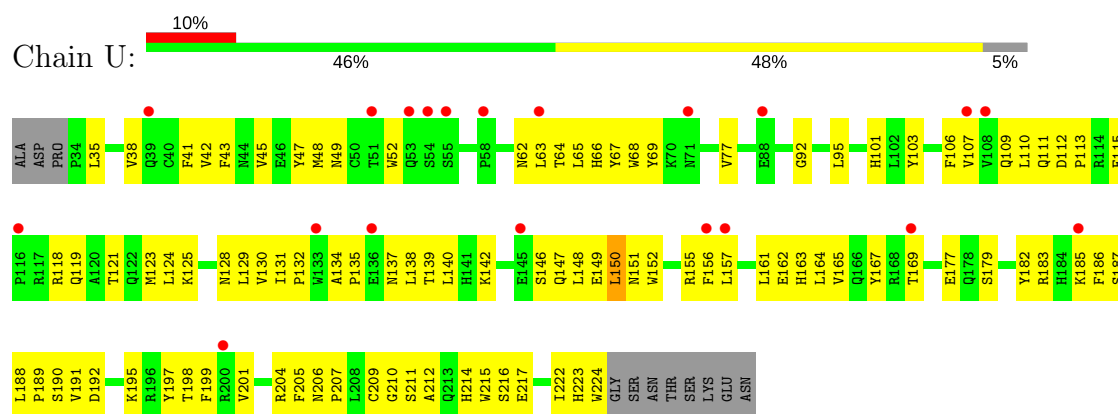 10%
Chain U:
46% 48% 5%
ALA ASP PRO P34 L35 V38 Q39 C40 F41 V42 F43 N44 V45 E46 Y47 M48 N49 C50 T51 W52 Q53 S54 S55 P58 N62 L63 T64 L65 H66 Y67 W68 Y69 K70 N71 V77 E88 G92 L95 H101 L102 Y103 F106 V107 V108 Q109 L110 Q111 D112 P113 R114 E115
P116 R117 R118 Q119 A120 T121 Q122 M123 L124 K125 N128 L129 V130 I131 P132 W133 A134 P135 E136 N137 L138 T139 L140 H141 K142 E145 S146 Q147 L148 E149 L150 N151 W152 R155 F156 L157 L161 E162 H163 L164 V165 Q166 Y167 R168 T169 E177 Q178 S179 Y182 R183 H184 K185 F186 S187
L188 P189 S190 V191 D192 K195 R196 Y197 T198 F199 R200 V201 R204 F205 N206 P207 L208 C209 G210 S211 A212 Q213 H214 W215 S216 E217 I222 H223 W224 GLY SER ASN THR SER LYS GLU ASN